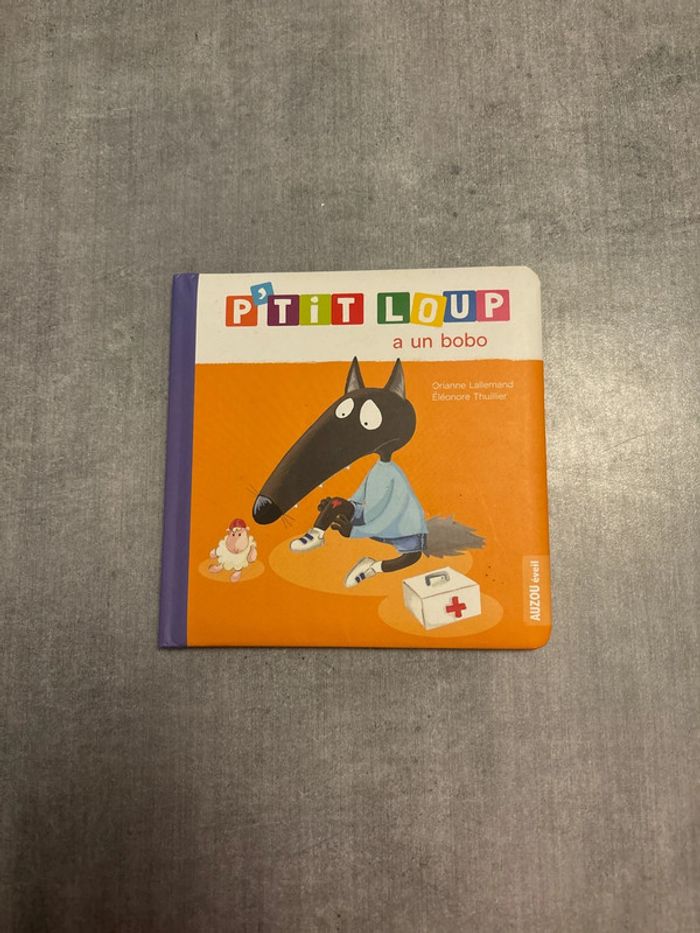 P'TiT LOUP
a un bobo
Orianne Lallemand
Éléonore Thuillier
AUZOU éveil